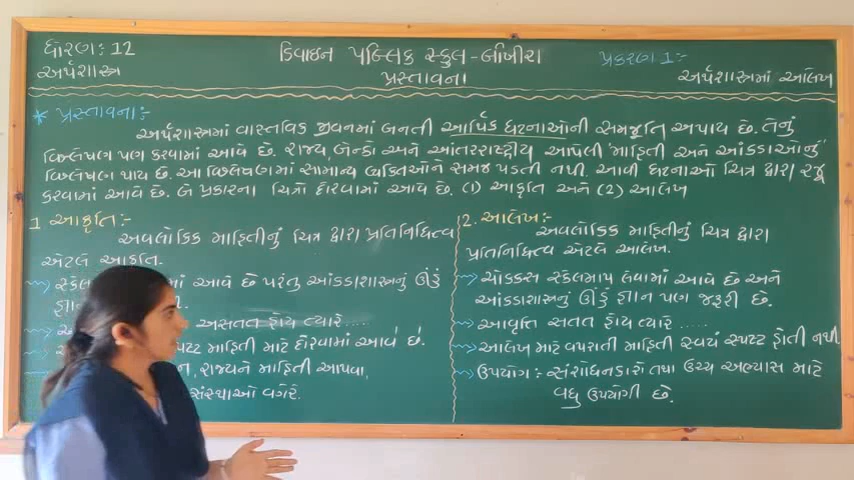 ધોરણ: 12
અર્થશાસ્ત્ર
ડિવાઇન પબ્લિક સ્કુલ-લીંખીયા
પ્રસ્તાવના
પ્રકરણ 1:-
અર્થશાસ્ત્રમાં આલેખ
* પ્રસ્તાવના:-
અર્થશાસ્ત્રમાં વાસ્તવિક જીવનમાં બનતી આર્થિક ઘટનાઓની સમજૂતિ અપાય છે. તેનું
વિશ્લેષણ પણ કરવામાં આવે છે. રાજ્ય, બેન્કો અને આંતરરાષ્ટ્રીય આપેલી 'માહિતી અને આંકડાઓનું'
વિશ્લેષણ થાય છે. આ વિશ્લેષણમાં સામાન્ય વ્યક્તિઓને સમજ પડતી નથી. આવી ઘટનાઓ ચિત્ર દ્વારા રજૂ
કરવામાં આવે છે. બે પ્રકારના ચિત્રો દોરવામાં આવે છે. (1) આકૃતિ અને (2) આલેખ
1. આકૃતિ:-
અવલોકિક માહિતીનું ચિત્ર દ્વારા પ્રતિનિધિત્વ
એટલે આકૃતિ.
સ્કેલ માં આવે છે પરંતુ આંકડાશાસ્ત્રનું ઊંડું
અસતત હોય ત્યારે.....
માહિતી માટે દોરવામાં આવે છે.
રાજ્યને માહિતી આપવા,
સંસ્થાઓ વગેરે.
2. આલેખ:-
અવલોકિક માહિતીનું ચિત્ર દ્વારા
પ્રતિનિધિત્વ એટલે આલેખ.
ચોક્કસ સ્કેલમાપ લેવામાં આવે છે અને
આંકડાશાસ્ત્રનું ઊંડું જ્ઞાન પણ જરૂરી છે.
આવૃત્તિ સતત હોય ત્યારે .....
આલેખ માટે વપરાતી માહિતી સ્વયં સ્પષ્ટ હોતી નથી.
ઉપયોગ:- સંશોધનકારો તથા ઉચ્ચ અભ્યાસ માટે
વધુ ઉપયોગી છે.